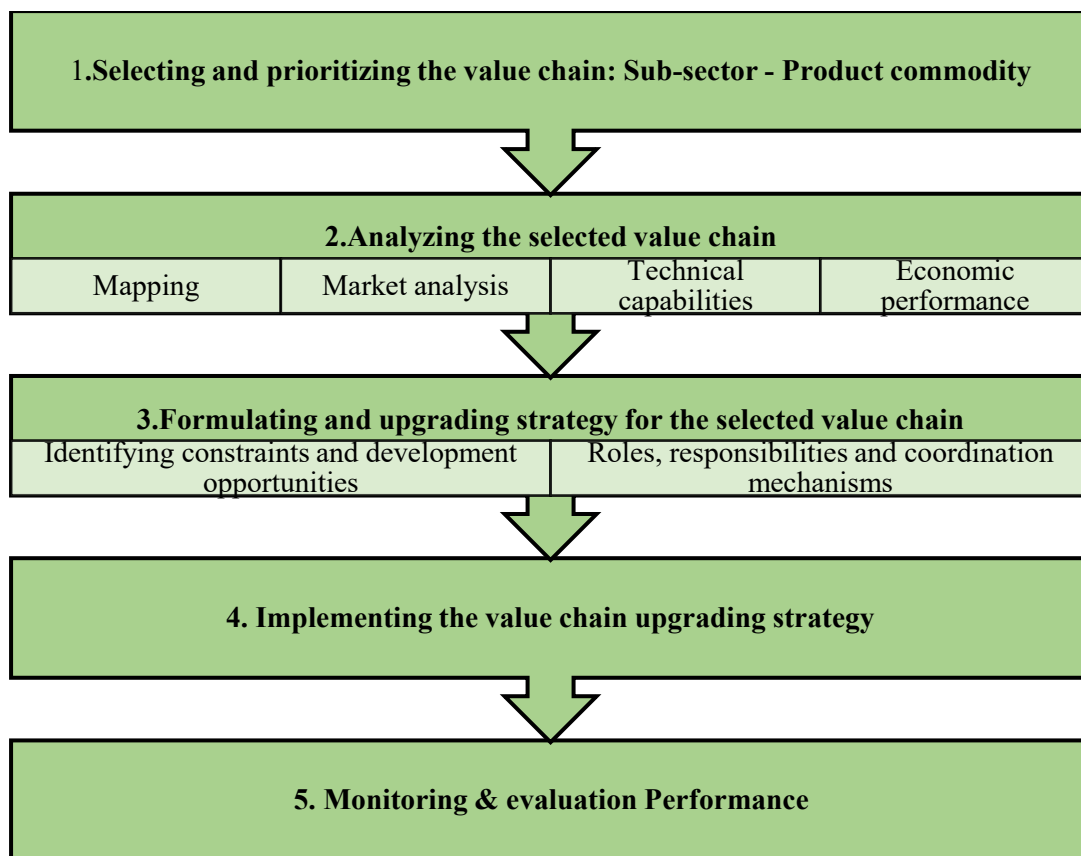 1.Selecting and prioritizing the value chain: Sub-sector - Product commodity
2.Analyzing the selected value chain
Mapping
Market analysis
Technical
capabilities
Economic
performance
3.Formulating and upgrading strategy for the selected value chain
Identifying constraints and development
opportunities
Roles, responsibilities and coordination
mechanisms
4. Implementing the value chain upgrading strategy
5. Monitoring & evaluation Performance